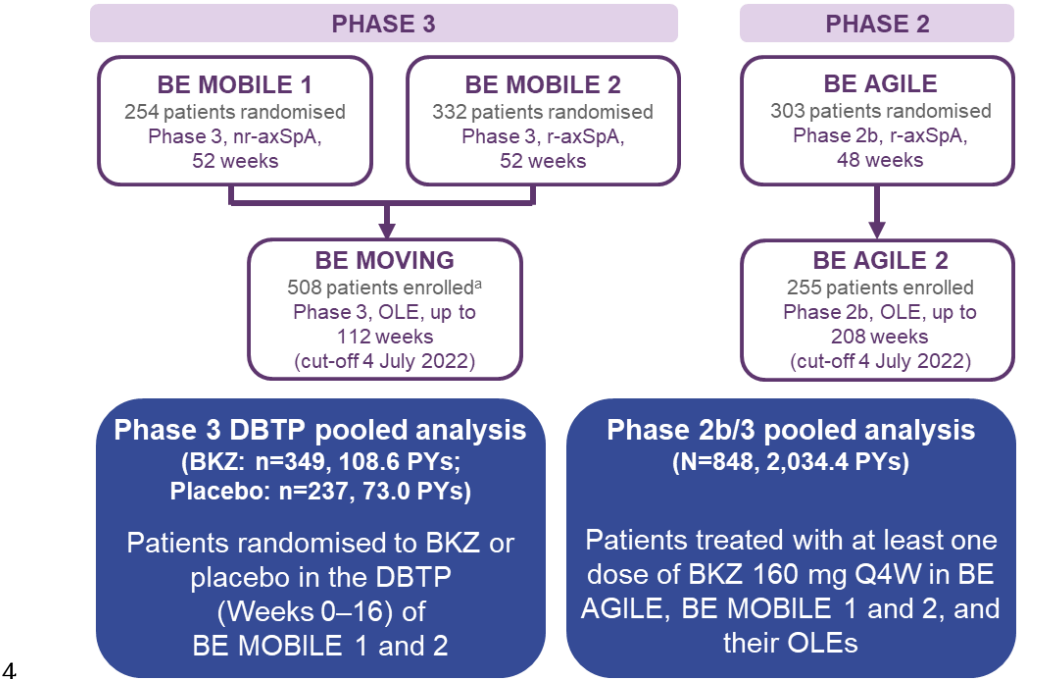 PHASE 3
PHASE 2
BE MOBILE 1
254 patients randomised
Phase 3, nr-axSpA,
52 weeks
BE MOBILE 2
332 patients randomised
Phase 3, r-axSpA,
52 weeks
BE AGILE
303 patients randomised
Phase 2b, r-axSpA,
48 weeks
BE MOVING
508 patients enrolledᵃ
Phase 3, OLE, up to
112 weeks
(cut-off 4 July 2022)
BE AGILE 2
255 patients enrolled
Phase 2b, OLE, up to
208 weeks
(cut-off 4 July 2022)
Phase 3 DBTP pooled analysis
(BKZ: n=349, 108.6 PYs;
Placebo: n=237, 73.0 PYs)
Patients randomised to BKZ or
placebo in the DBTP
(Weeks 0–16) of
BE MOBILE 1 and 2
Phase 2b/3 pooled analysis
(N=848, 2,034.4 PYs)
Patients treated with at least one
dose of BKZ 160 mg Q4W in BE
AGILE, BE MOBILE 1 and 2, and
their OLEs
4